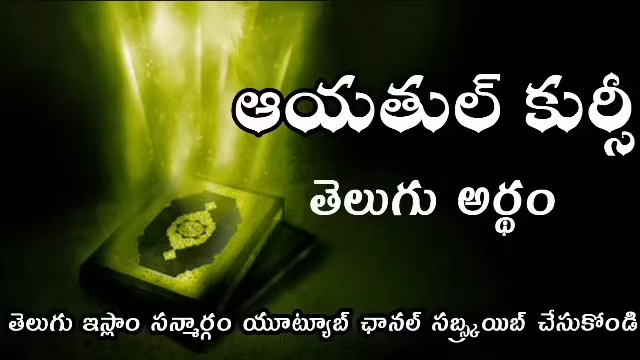 ఆయతుల్ కుర్సీ
తెలుగు అర్థం
తెలుగు ఇస్లాం సన్మార్గం యూట్యూబ్ ఛానల్ సబ్స్క్రయిబ్ చేసుకోండి